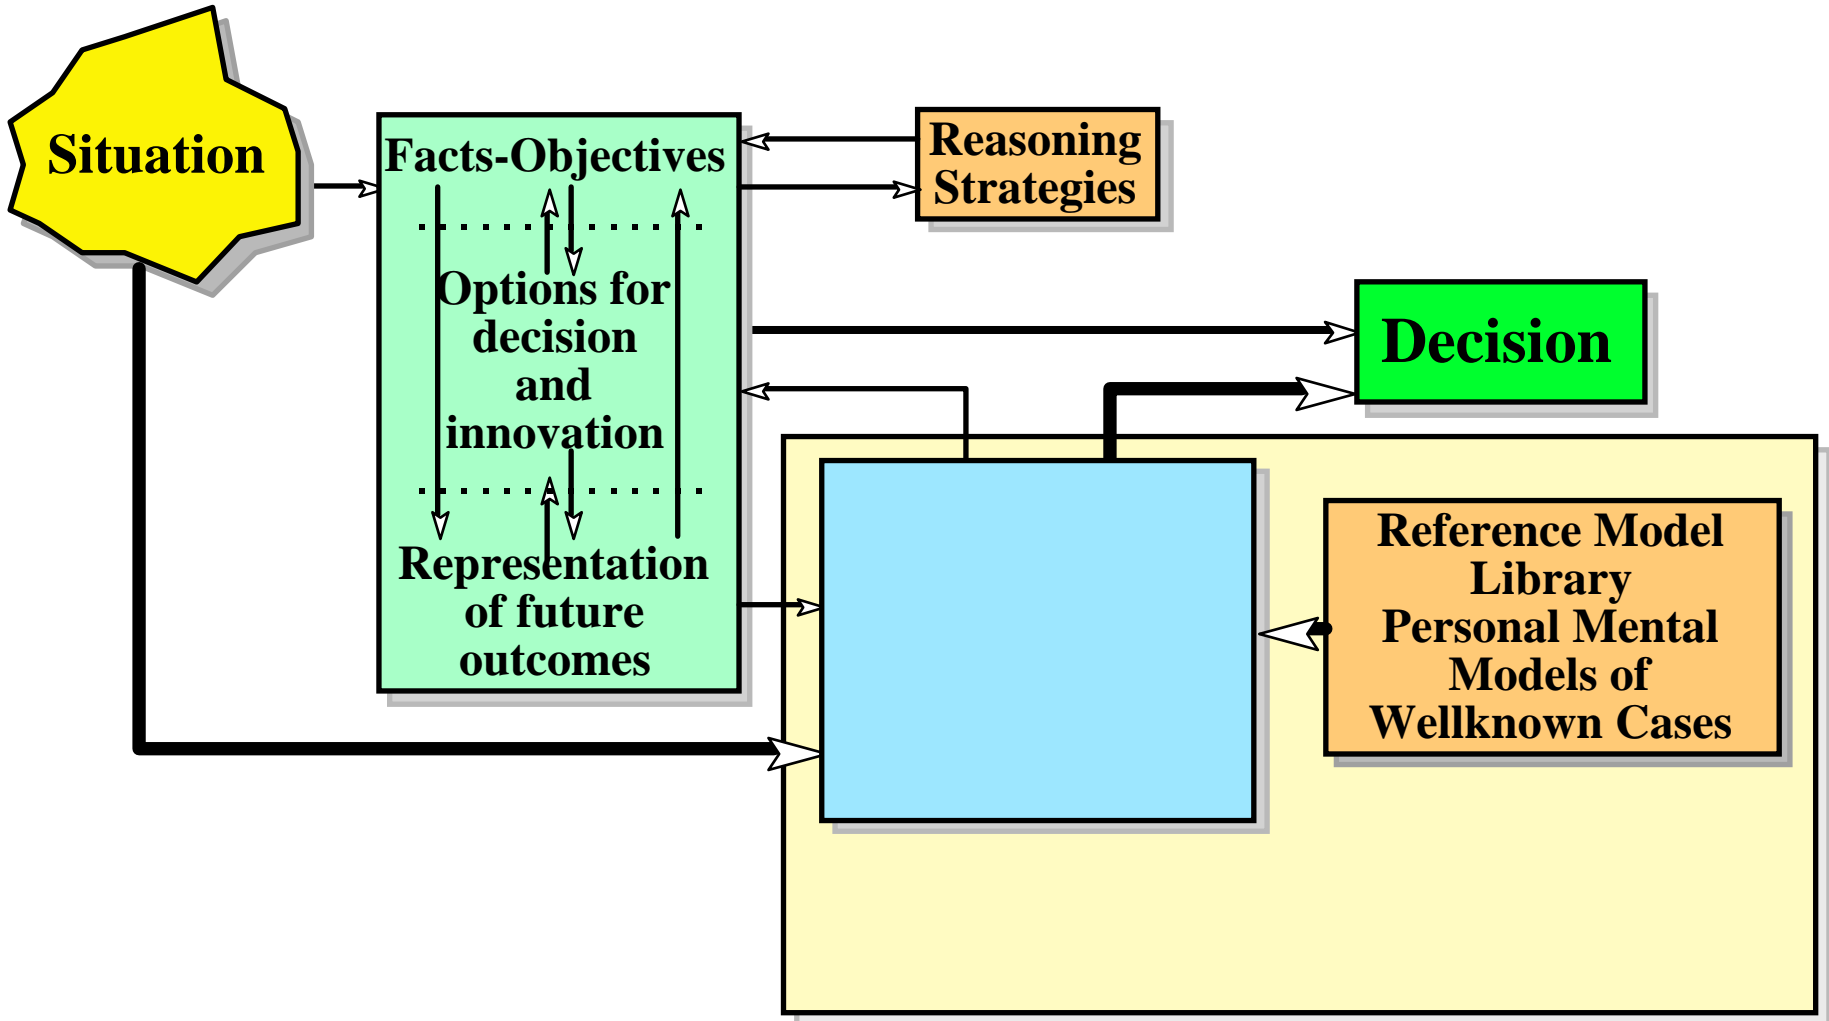 Situation
Facts-Objectives
Options for
decision
and
innovation
Representation
of future
outcomes
Reasoning
Strategies
Decision
Reference Model
Library
Personal Mental
Models of
Wellknown Cases